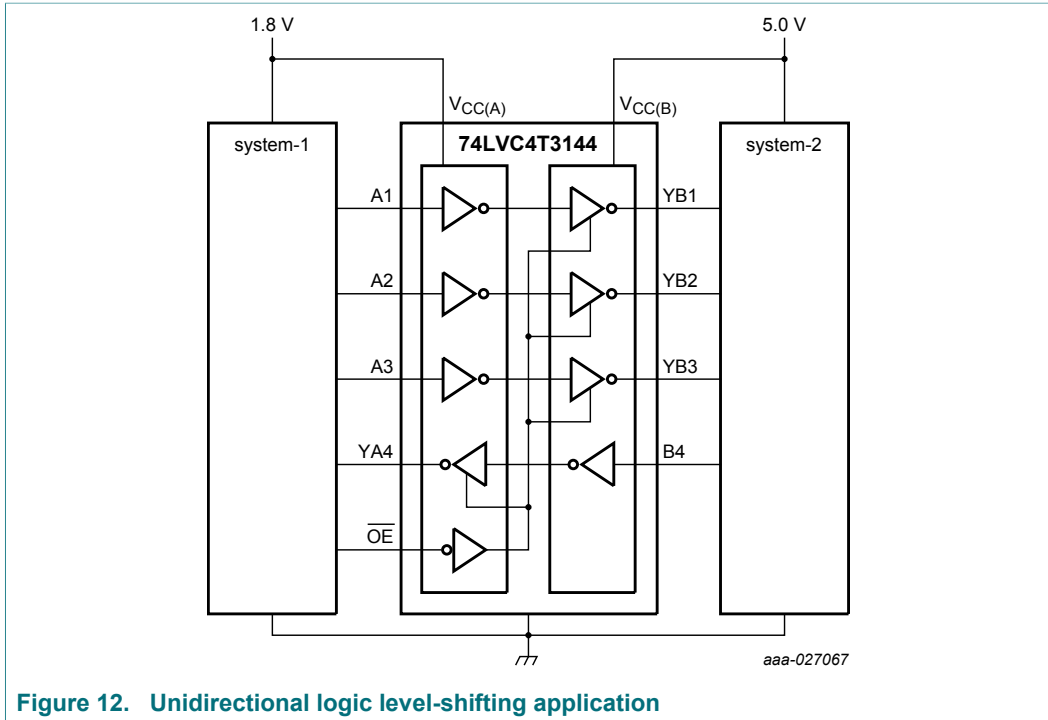 1.8 V
5.0 V
VCC(A)
VCC(B)
system-1
74LVC4T3144
system-2
A1
YB1
A2
YB2
A3
YB3
YA4
B4
OE
aaa-027067
Figure 12. Unidirectional logic level-shifting application